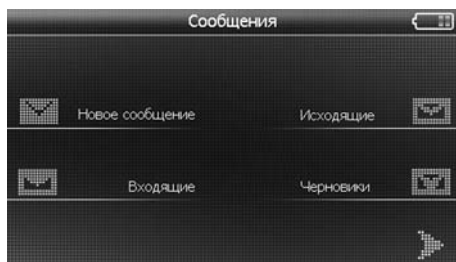 Сообщения
Новое сообщение
Исходящие
Входящие
Черновики